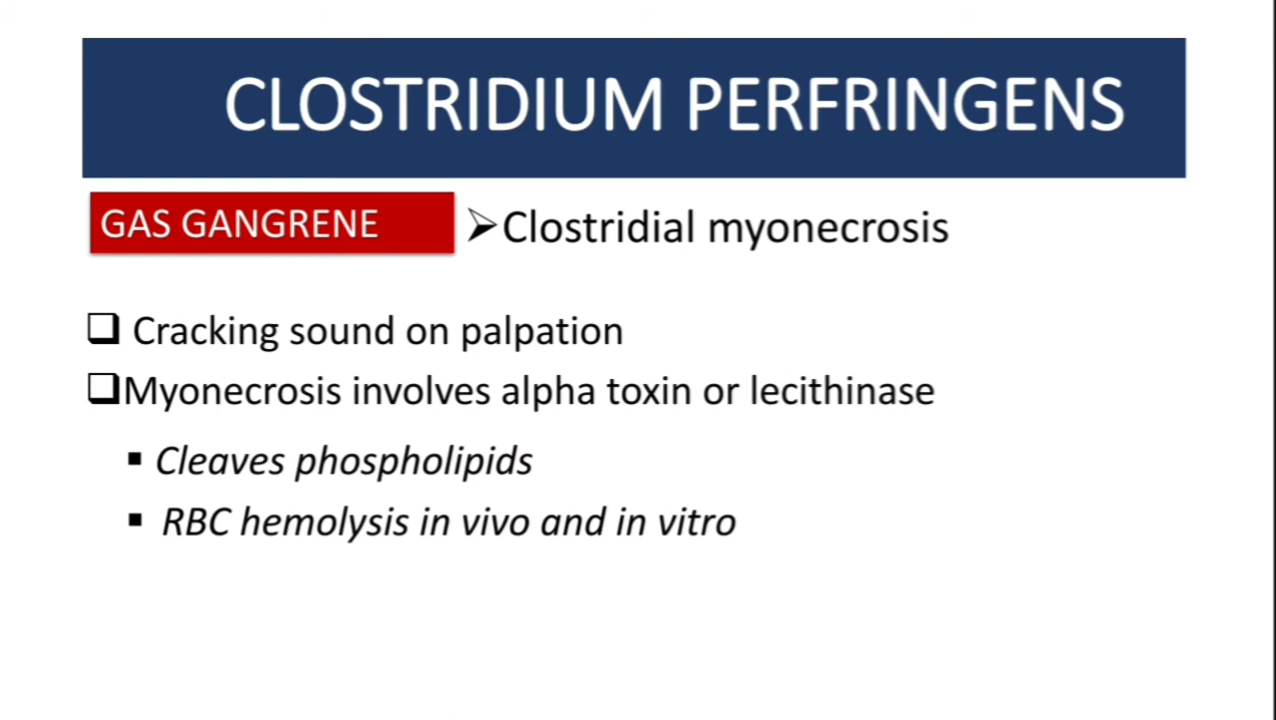 CLOSTRIDIUM PERFRINGENS
GAS GANGRENE
➢Clostridial myonecrosis
❑ Cracking sound on palpation
❑Myonecrosis involves alpha toxin or lecithinase
▪ Cleaves phospholipids
▪ RBC hemolysis in vivo and in vitro